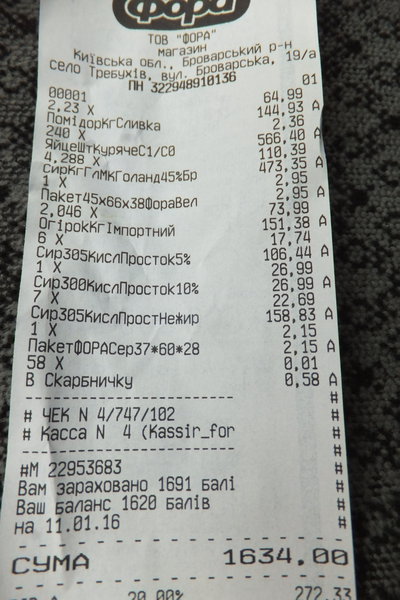 Фора
ТОВ "ФОРА"
магазин
Київська обл., Броварський р-н
село Требухів, вул. Броварська, 19/а
ПН 322948910136
00001 01
2,23 X 64,99
ПомідорКгСливка 144,93 А
240 X 2,36
ЯйцеШтКурячеС1/С0 566,40 А
4,288 X 110,39
СирКгГлМКГоланд45%Бр 473,35 А
1 X 2,95
Пакет45х66х38ФораВел 2,95 А
2,046 X 73,99
ОгірокКгІмпортний 151,38 А
6 X 17,74
Сир305КислПросток5% 106,44 А
1 X 26,99
Сир300КислПросток10% 26,99 А
7 X 22,69
Сир305КислПростНежир 158,83 А
1 X 2,15
ПакетФОРАСер37*60*28 2,15 А
58 X 0,01
В Скарбничку 0,58 А
------------------------- #
# ЧЕК N 4/747/102 #
# Касса N 4 (Kassir_for #
------------------------- #
#М 22953683 #
Вам зараховано 1691 балі #
Ваш баланс 1620 балів #
на 11.01.16 #
СУМА 1634,00
20,00% 272,33